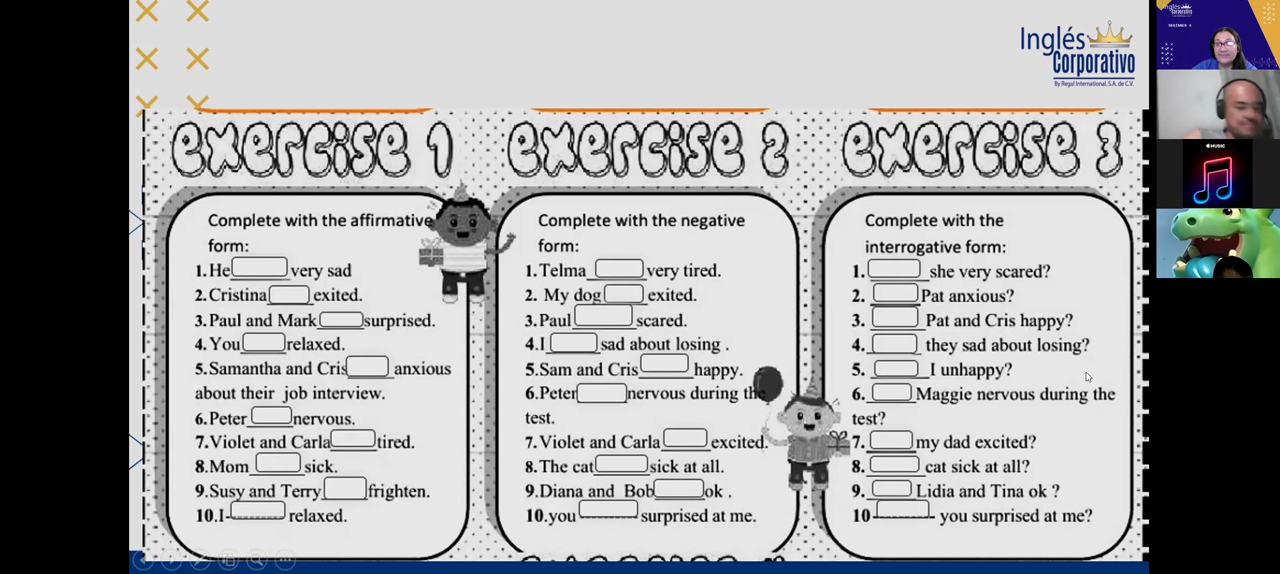 Inglés
Corporativo
By Regal International, S.A. de C.V.
exercise 1
Complete with the affirmative
form:
1.He very sad
2.Cristina exited.
3.Paul and Mark surprised.
4.You relaxed.
5.Samantha and Cris anxious
about their job interview.
6.Peter nervous.
7.Violet and Carla tired.
8.Mom sick.
9.Susy and Terry frighten.
10.I relaxed.
exercise 2
Complete with the negative
form:
1.Telma very tired.
2. My dog exited.
3.Paul scared.
4.I sad about losing .
5.Sam and Cris happy.
6.Peter nervous during the
test.
7.Violet and Carla excited.
8.The cat sick at all.
9.Diana and Bob ok .
10.you surprised at me.
exercise 3
Complete with the
interrogative form:
1. she very scared?
2. Pat anxious?
3. Pat and Cris happy?
4. they sad about losing?
5. I unhappy?
6. Maggie nervous during the
test?
7. my dad excited?
8. cat sick at all?
9. Lidia and Tina ok ?
10 you surprised at me?
Inglés
Corporativo
MUSIC